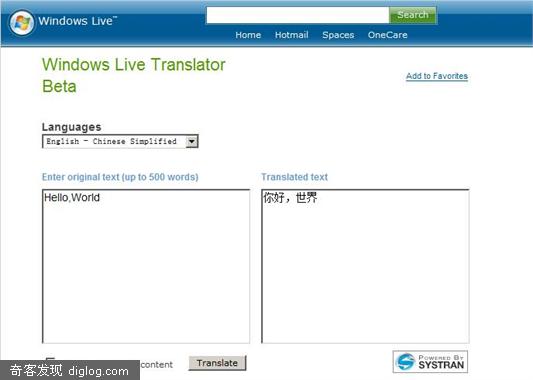 Windows Live™
Search
Home Hotmail Spaces OneCare
Windows Live Translator
Beta
Add to Favorites
Languages
English - Chinese Simplified
Enter original text (up to 500 words) Translated text
Hello,World 你好，世界
content Translate
POWERED BY
SYSTRAN
奇客发现 diglog.com